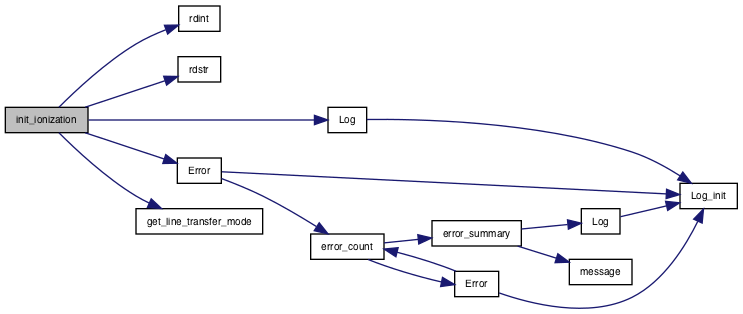 rdint
rdstr
init_ionization
Log
Error
Log_init
get_line_transfer_mode
Log
error_summary
error_count
message
Error